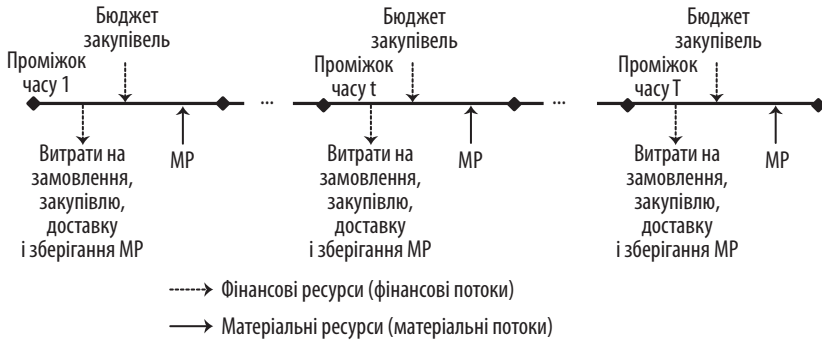 Бюджет
закупівель
Проміжок
часу 1
Витрати на
замовлення,
закупівлю,
доставку
і зберігання МР
МР
...
Бюджет
закупівель
Проміжок
часу t
Витрати на
замовлення,
закупівлю,
доставку
і зберігання МР
МР
...
Бюджет
закупівель
Проміжок
часу T
Витрати на
замовлення,
закупівлю,
доставку
і зберігання МР
МР
Фінансові ресурси (фінансові потоки)
Матеріальні ресурси (матеріальні потоки)